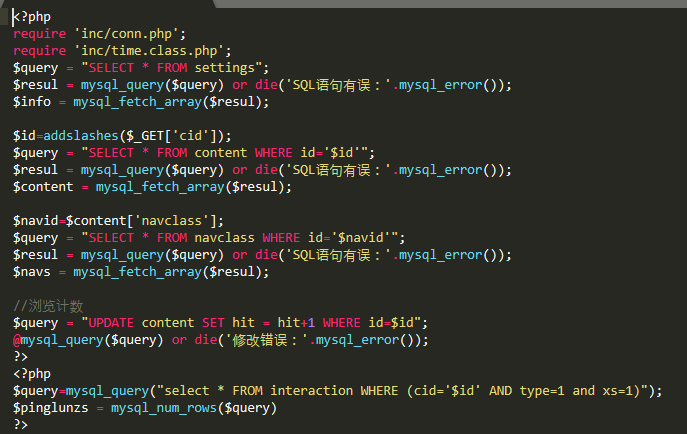 <?php
require 'inc/conn.php';
require 'inc/time.class.php';
$query = "SELECT * FROM settings";
$resul = mysql_query($query) or die('SQL语句有误：'.mysql_error());
$info = mysql_fetch_array($resul);

$id=addslashes($_GET['cid']);
$query = "SELECT * FROM content WHERE id='$id'";
$resul = mysql_query($query) or die('SQL语句有误：'.mysql_error());
$content = mysql_fetch_array($resul);

$navid=$content['navclass'];
$query = "SELECT * FROM navclass WHERE id='$navid'";
$resul = mysql_query($query) or die('SQL语句有误：'.mysql_error());
$navs = mysql_fetch_array($resul);

//浏览计数
$query = "UPDATE content SET hit = hit+1 WHERE id=$id";
@mysql_query($query) or die('修改错误：'.mysql_error());
?>
<?php
$query=mysql_query("select * FROM interaction WHERE (cid='$id' AND type=1 and xs=1)");
$pinglunzs = mysql_num_rows($query)
?>